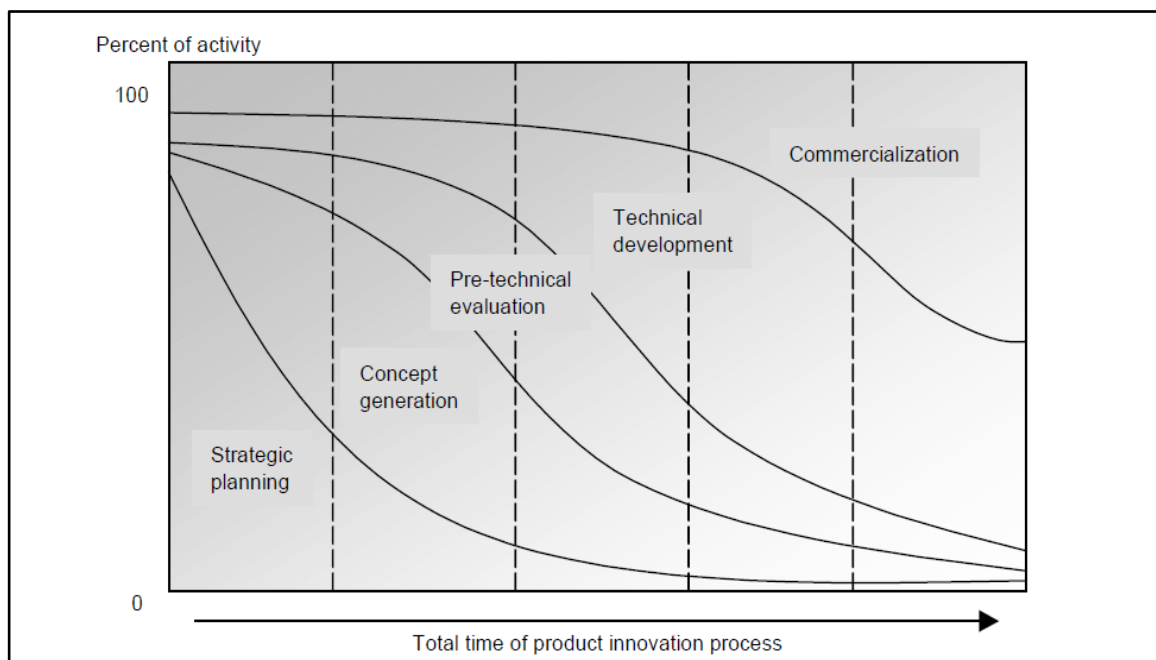 Percent of activity
100
Commercialization
Technical
development
Pre-technical
evaluation
Concept
generation
Strategic
planning
0
Total time of product innovation process